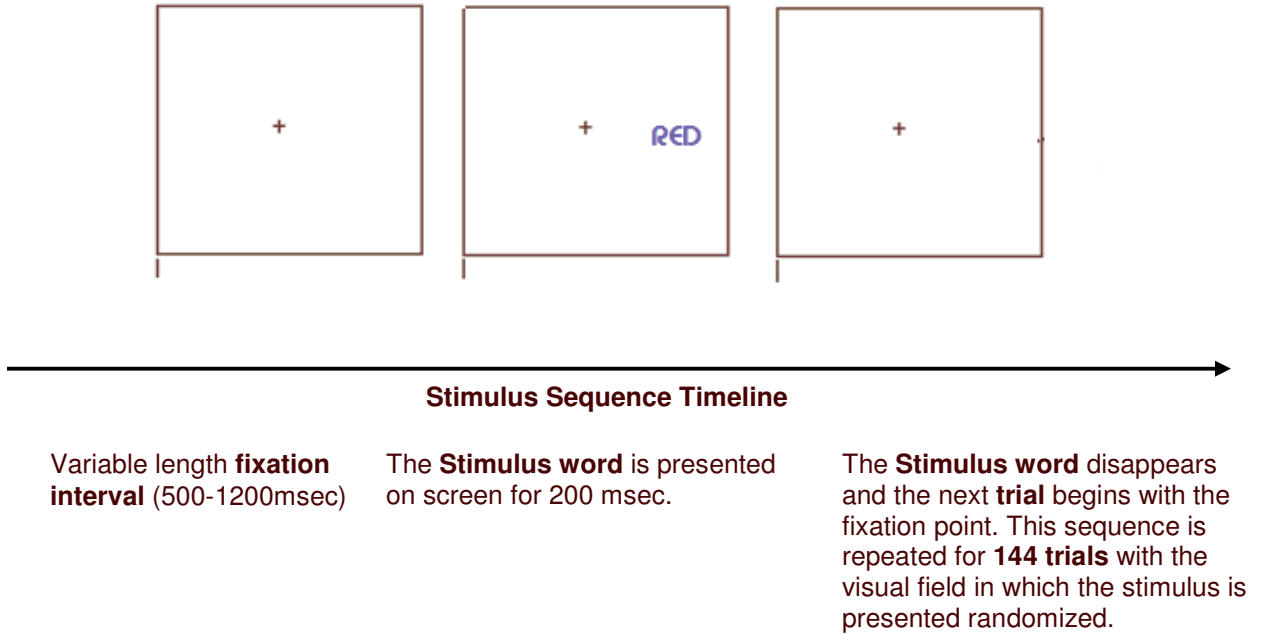 + + RED +
Stimulus Sequence Timeline
Variable length fixation
interval (500-1200msec)
The Stimulus word is presented
on screen for 200 msec.
The Stimulus word disappears
and the next trial begins with the
fixation point. This sequence is
repeated for 144 trials with the
visual field in which the stimulus is
presented randomized.